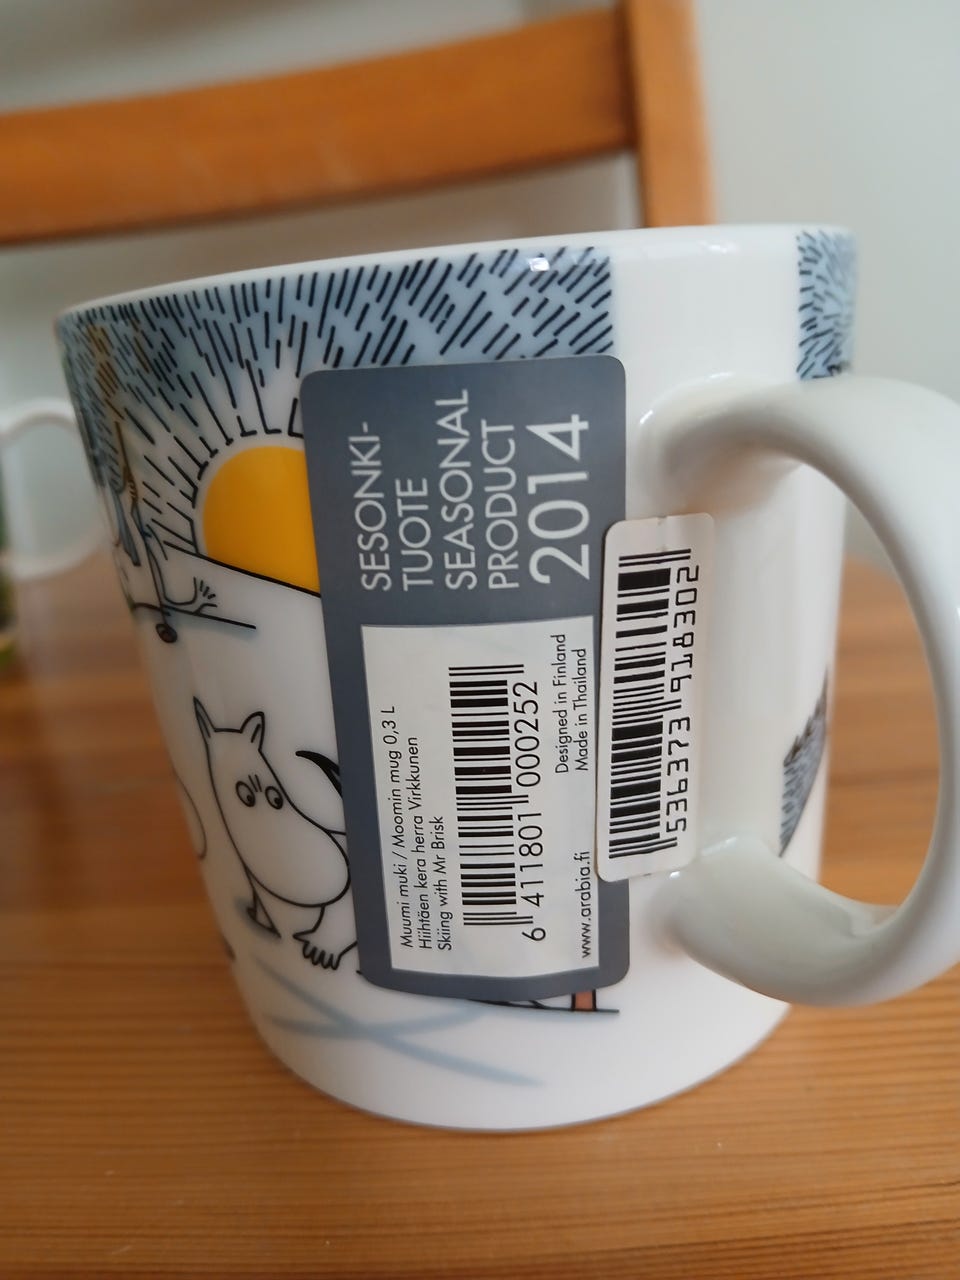 SESONKI-
TUOTE
SEASONAL
PRODUCT
2014
Muumi muki / Moomin mug 0,3 L
Hiihtäen kera herra Virkkunen
Skiing with Mr Brisk
6 411801 000252
Designed in Finland
Made in Thailand
www.arabia.fi
536373 918302